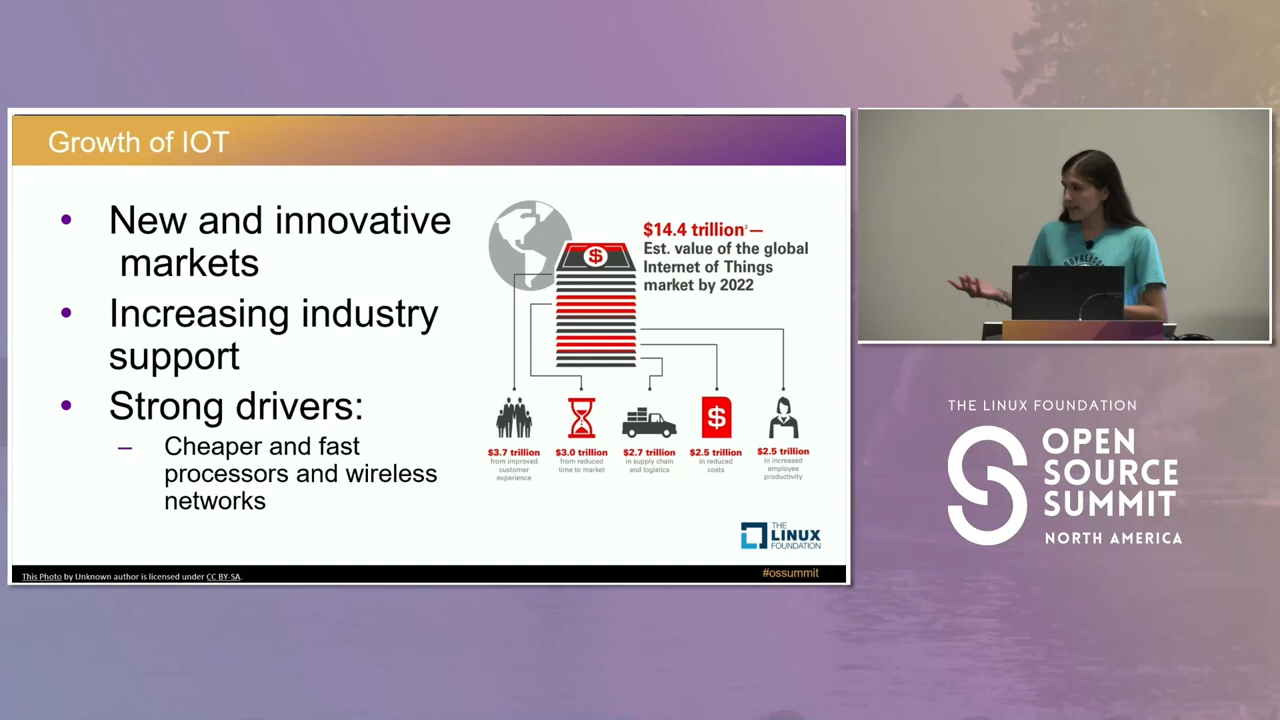 Growth of IOT
• New and innovative
markets
• Increasing industry
support
• Strong drivers:
– Cheaper and fast
processors and wireless
networks
$14.4 trillion²—
Est. value of the global
Internet of Things
market by 2022
$
$
$3.7 trillion
from improved
customer
experience
$3.0 trillion
from reduced
time to market
$2.7 trillion
in supply chain
and logistics
$2.5 trillion
in reduced
costs
$2.5 trillion
in increased
employee
productivity
THE
LINUX
FOUNDATION
This Photo by Unknown author is licensed under CC BY-SA.
#ossummit
THE LINUX FOUNDATION
OPEN
SOURCE
SUMMIT
NORTH AMERICA